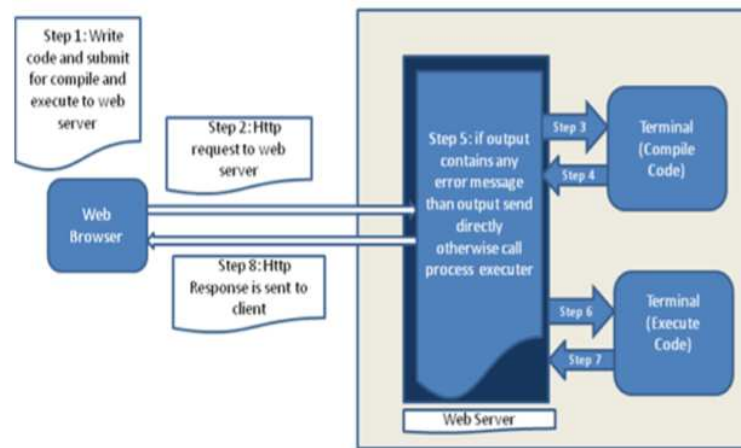 Step 1: Write
code and submit
for compile and
execute to web
server
Step 2: Http
request to web
server
Web
Browser
Step 8: Http
Response is sent to
client
Step 5: if output
contains any
error message
than output send
directly
otherwise call
process executer
Step 3
Step 4
Terminal
(Compile
Code)
Step 6
Step 7
Terminal
(Execute
Code)
Web Server